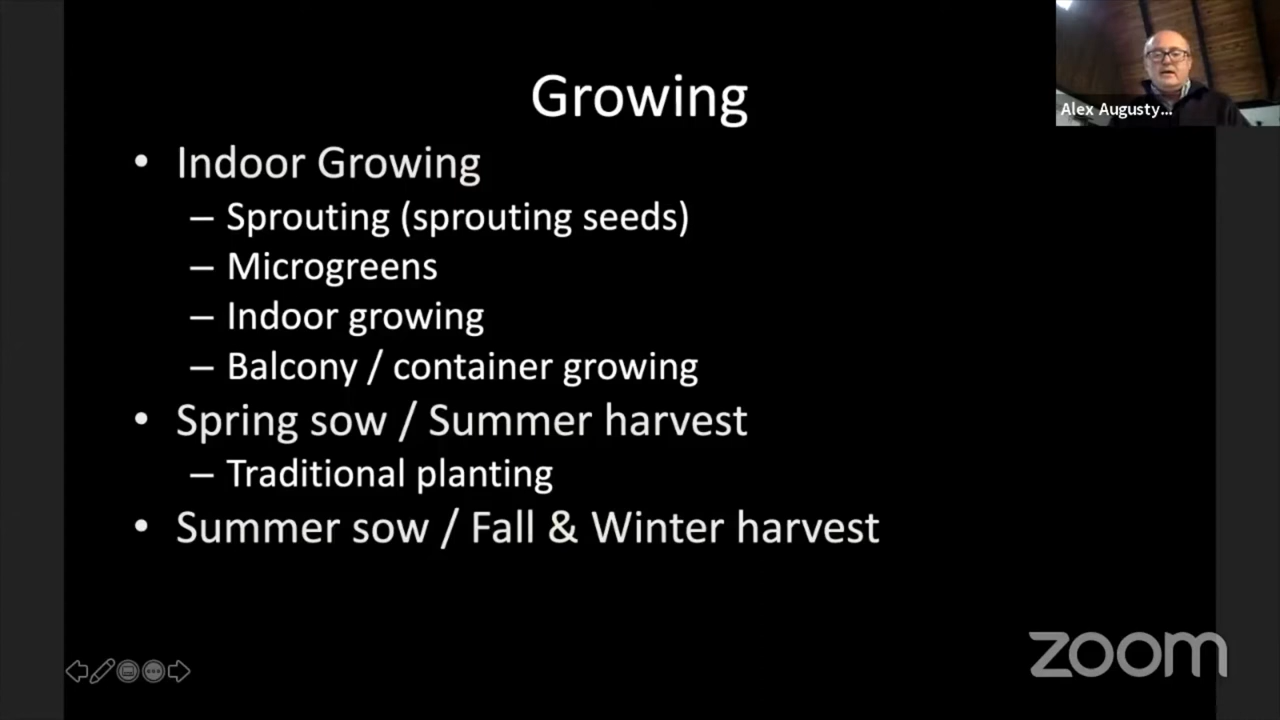 Growing
Alex Augusty...
• Indoor Growing
– Sprouting (sprouting seeds)
– Microgreens
– Indoor growing
– Balcony / container growing
• Spring sow / Summer harvest
– Traditional planting
• Summer sow / Fall & Winter harvest
zoom